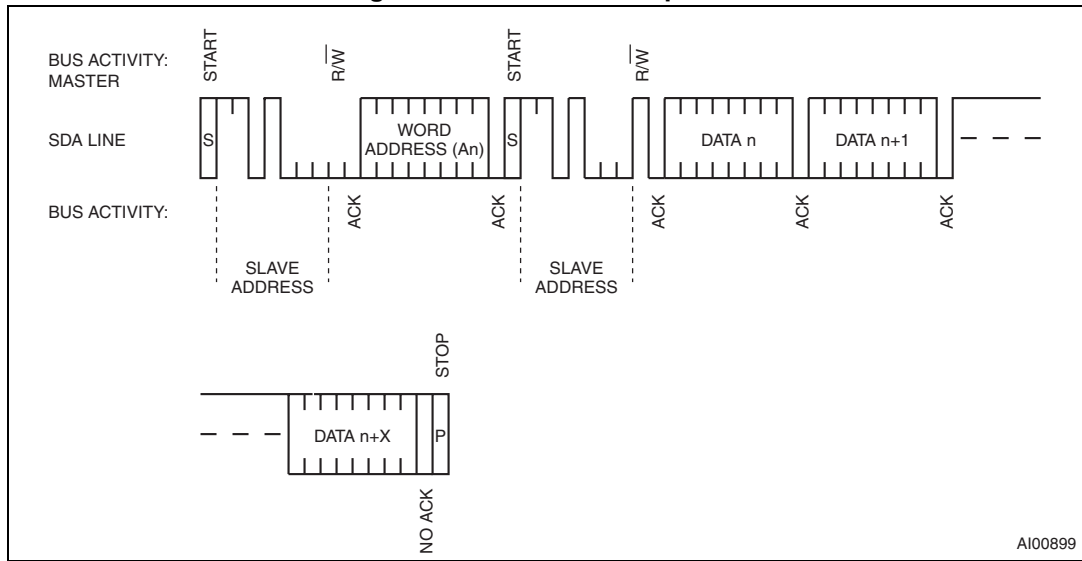 BUS ACTIVITY:
MASTER
START
R/W
START
R/W
SDA LINE
S
WORD
ADDRESS (An)
S
DATA n
DATA n+1
BUS ACTIVITY:
ACK
ACK
ACK
ACK
ACK
SLAVE
ADDRESS
SLAVE
ADDRESS
STOP
DATA n+X
P
NO ACK
AI00899